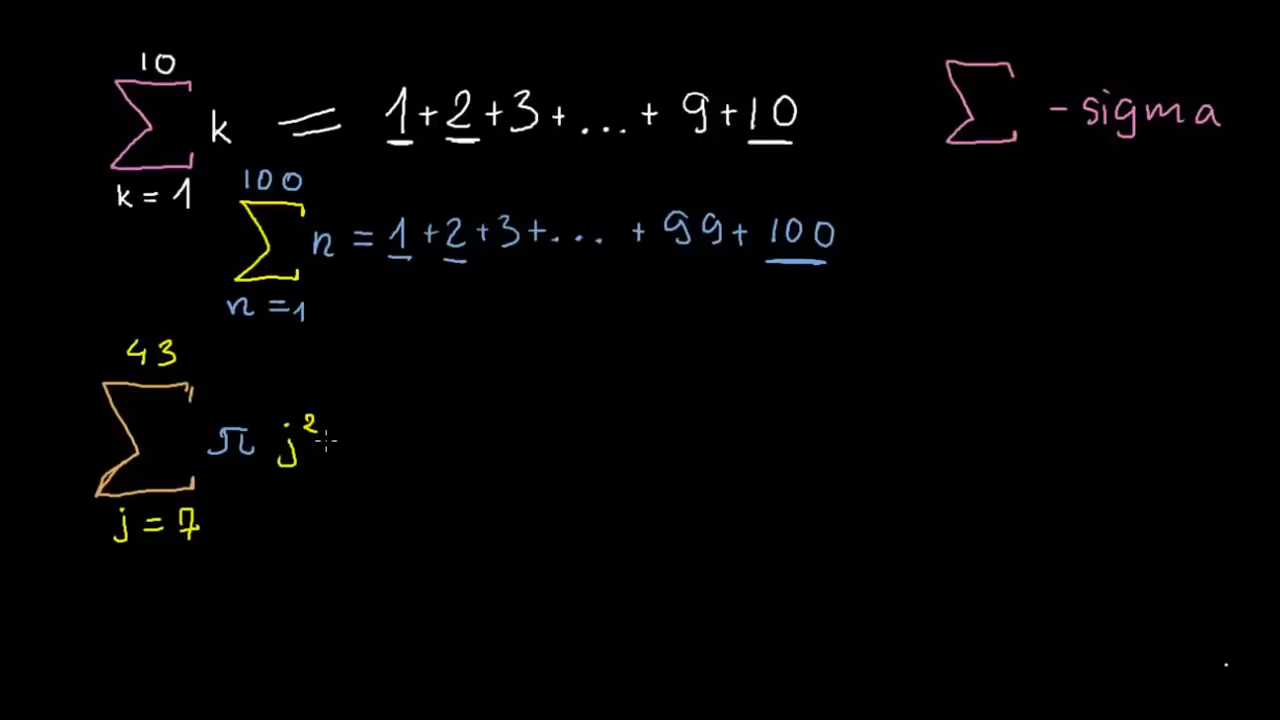 10
∑ k = 1+2+3+...+ 9+10
k = 1
∑ - sigma
100
∑ n = 1+2+3+... + 99+ 100
n = 1
43
∑ π j²
j = 7